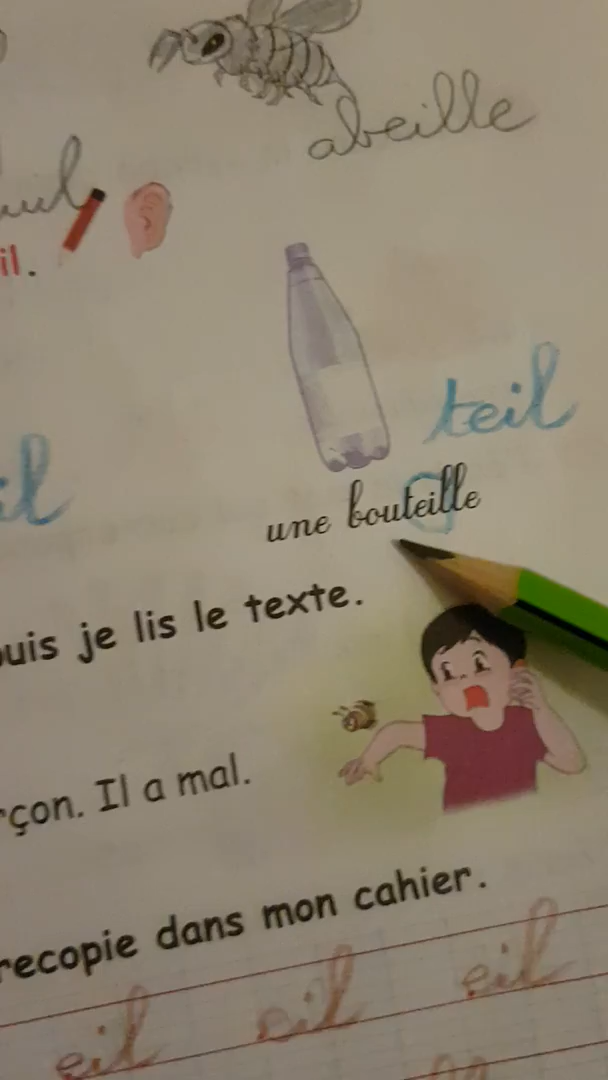 abeille
il.
teil
il
une bouteille
puis je lis le texte.
rçon. Il a mal.
recopie dans mon cahier.
eil eil eil